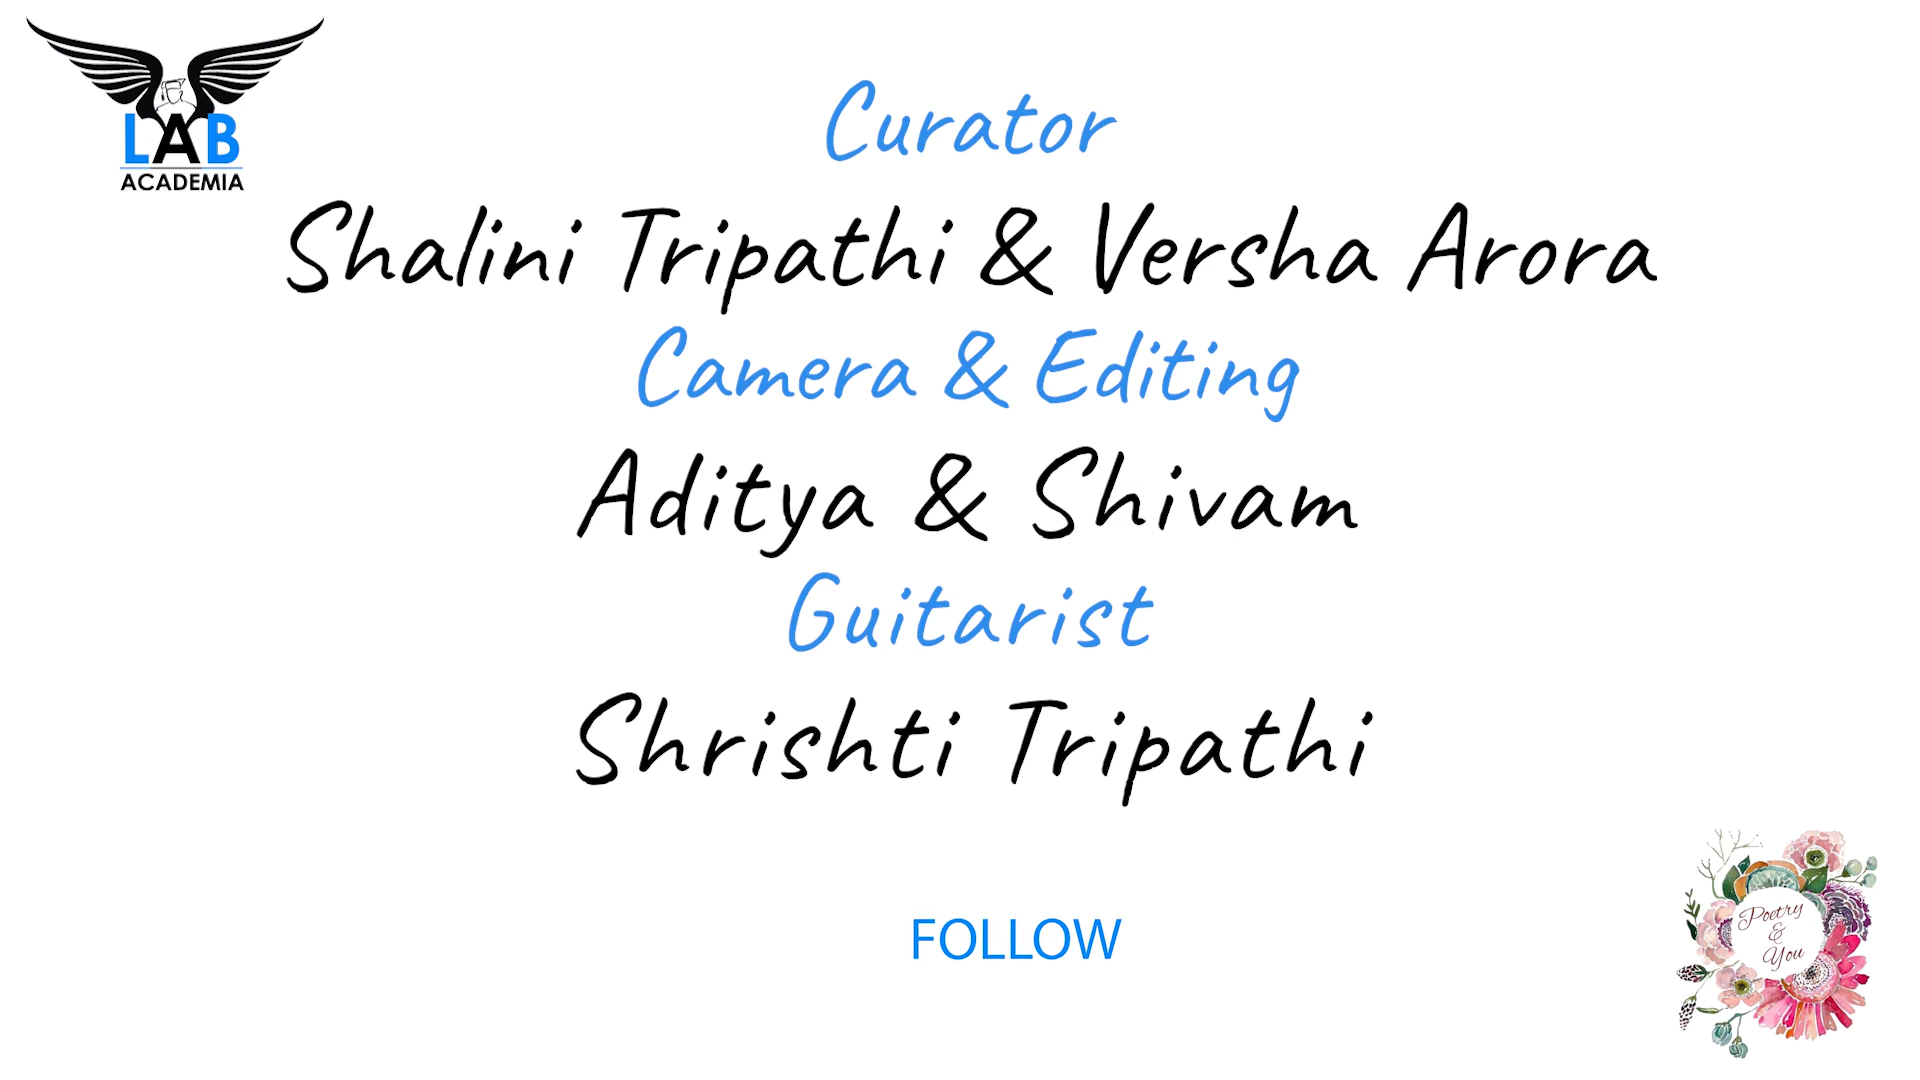 LAB
ACADEMIA
Curator
Shalini Tripathi & Versha Arora
Camera & Editing
Aditya & Shivam
Guitarist
Shrishti Tripathi
FOLLOW
Poetry
&
You